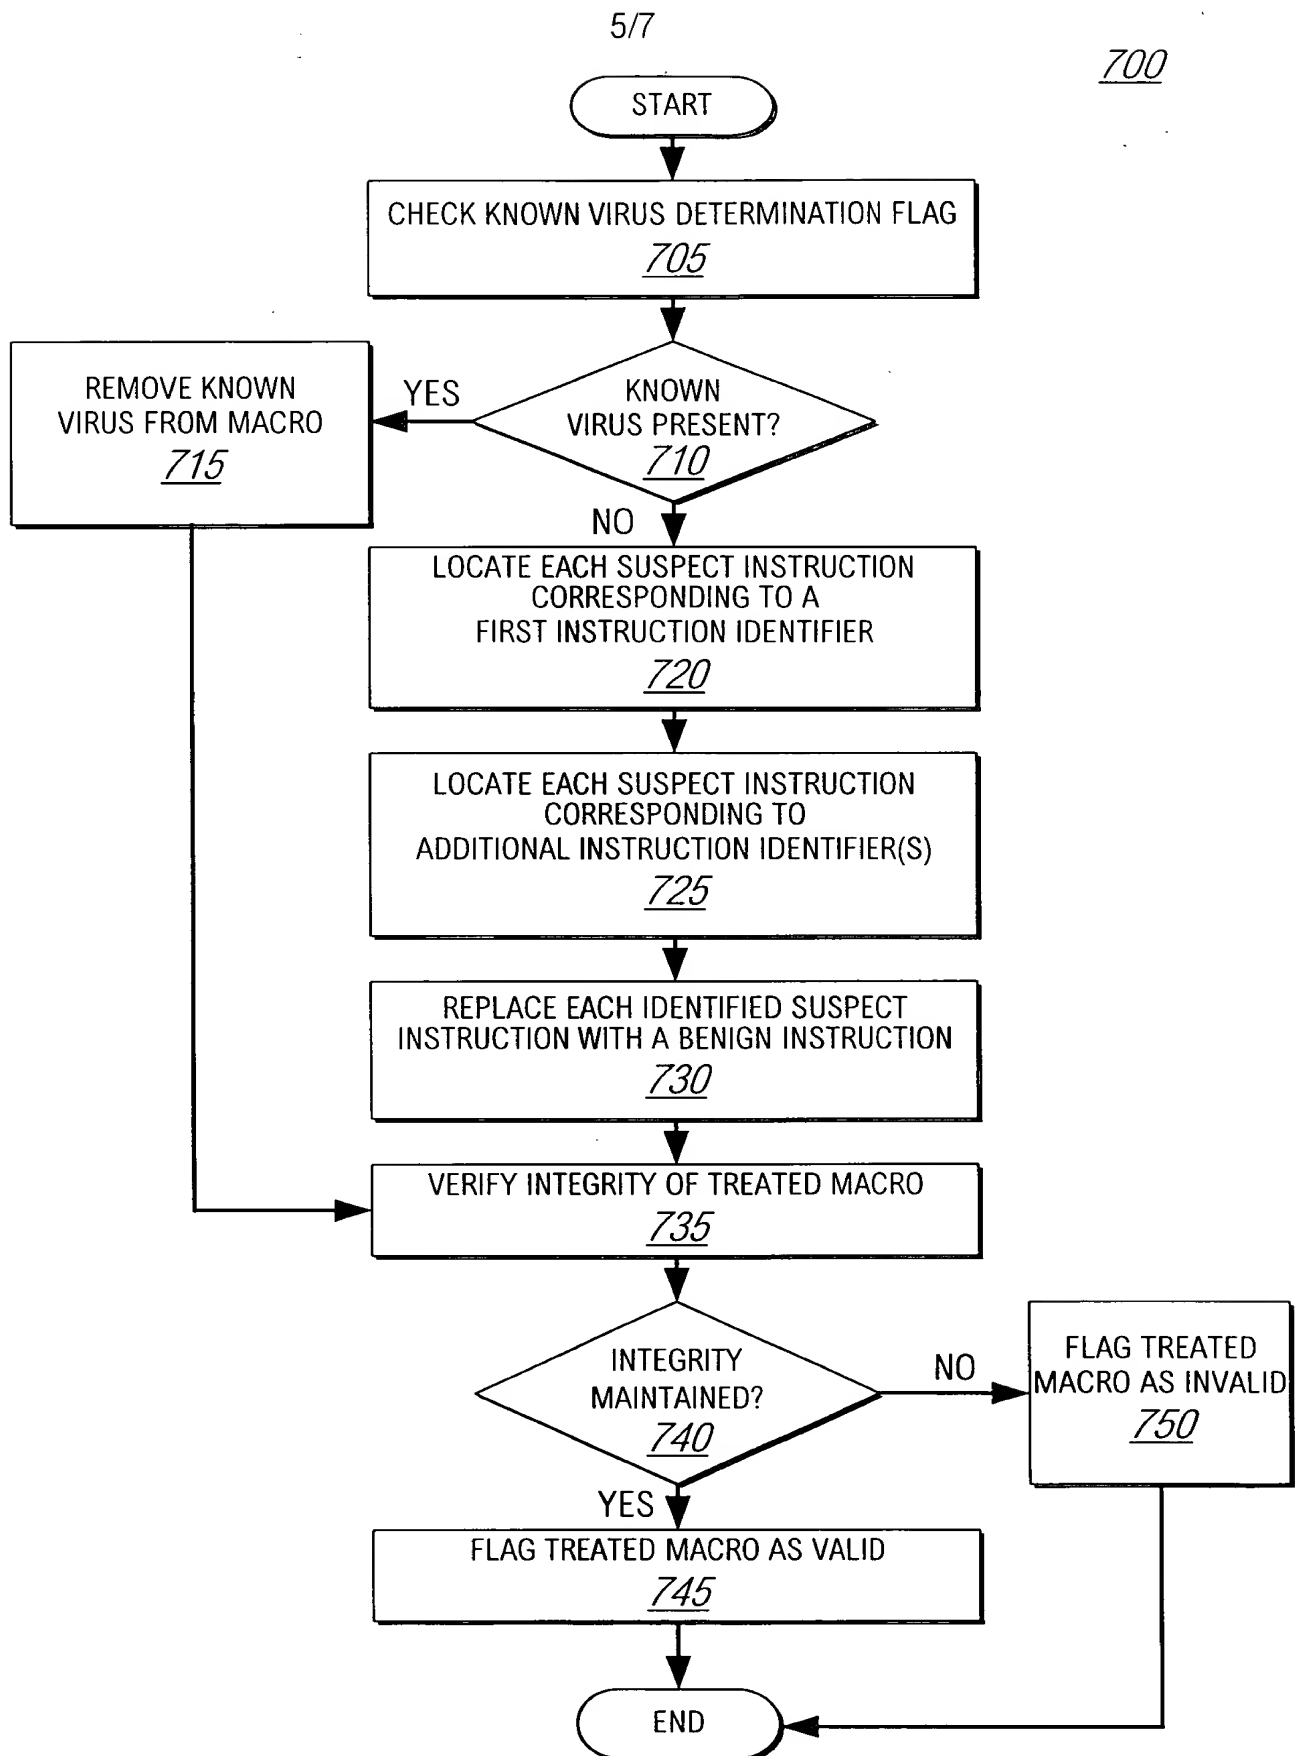 5/7
700
START
CHECK KNOWN VIRUS DETERMINATION FLAG
705
REMOVE KNOWN
VIRUS FROM MACRO
715
YES
KNOWN
VIRUS PRESENT?
710
NO
LOCATE EACH SUSPECT INSTRUCTION
CORRESPONDING TO A
FIRST INSTRUCTION IDENTIFIER
720
LOCATE EACH SUSPECT INSTRUCTION
CORRESPONDING TO
ADDITIONAL INSTRUCTION IDENTIFIER(S)
725
REPLACE EACH IDENTIFIED SUSPECT
INSTRUCTION WITH A BENIGN INSTRUCTION
730
VERIFY INTEGRITY OF TREATED MACRO
735
INTEGRITY
MAINTAINED?
740
NO
FLAG TREATED
MACRO AS INVALID
750
YES
FLAG TREATED MACRO AS VALID
745
END